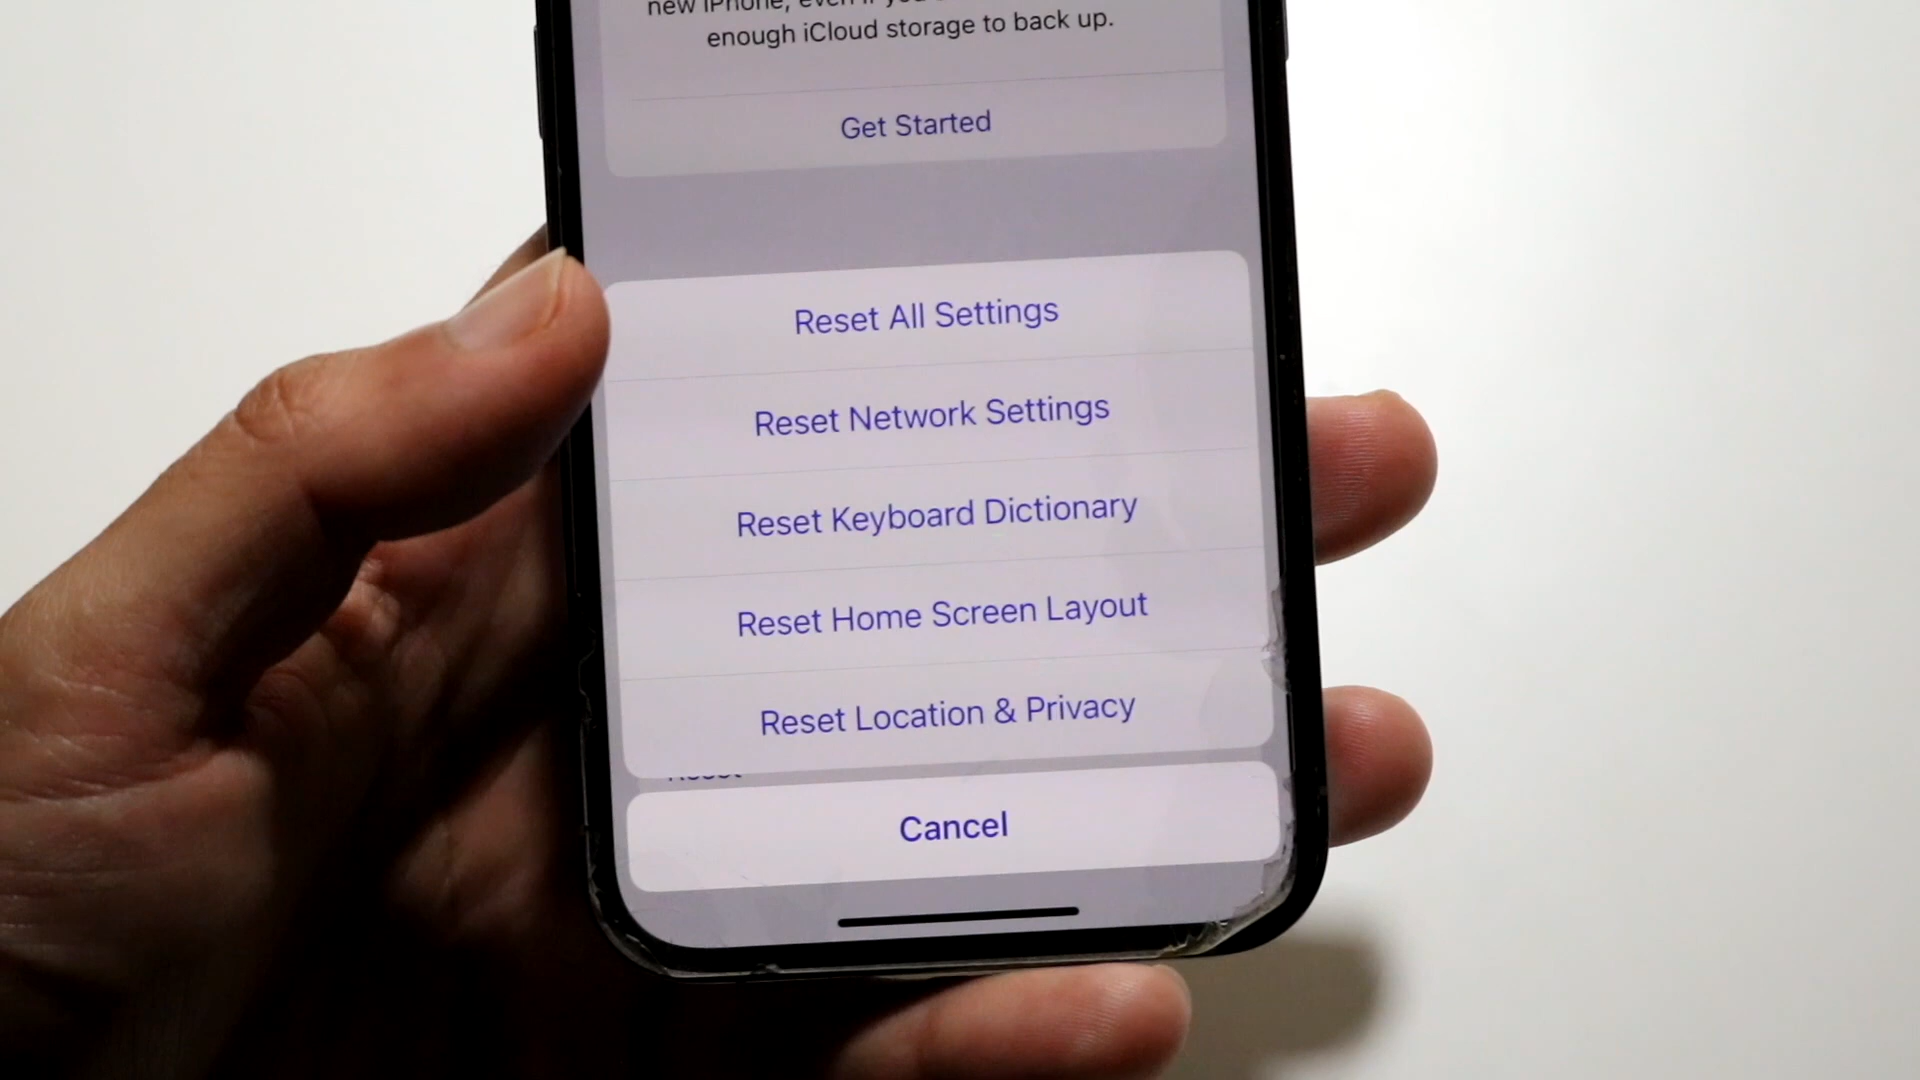 new iPhone, even if you
enough iCloud storage to back up.
Get Started
Reset All Settings
Reset Network Settings
Reset Keyboard Dictionary
Reset Home Screen Layout
Reset Location & Privacy
Reset
Cancel